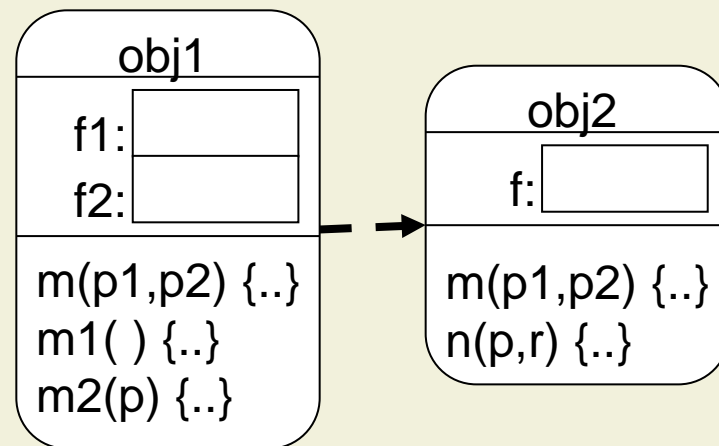 obj1
f1:
f2:
m(p1,p2) {..}
m1( ) {..}
m2(p) {..}
obj2
f:
m(p1,p2) {..}
n(p,r) {..}